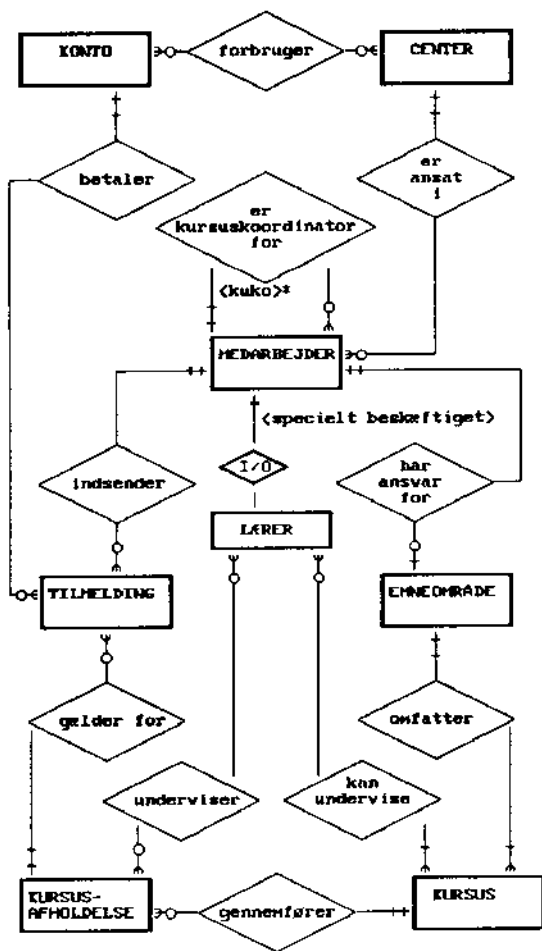 KONTO
forbruger
CENTER
betaler
er
ansat
i
er
kursuskoordinator
for
<kuko>*
MEDARBEJDER
<specielt beskæftiget>
indsender
I/O
har
ansvar
for
LÆRER
TILMELDING
EMNEOMRÅDE
gælder for
omfatter
underviser
kan
undervise
KURSUS-
AFHOLDELSE
gennemfører
KURSUS